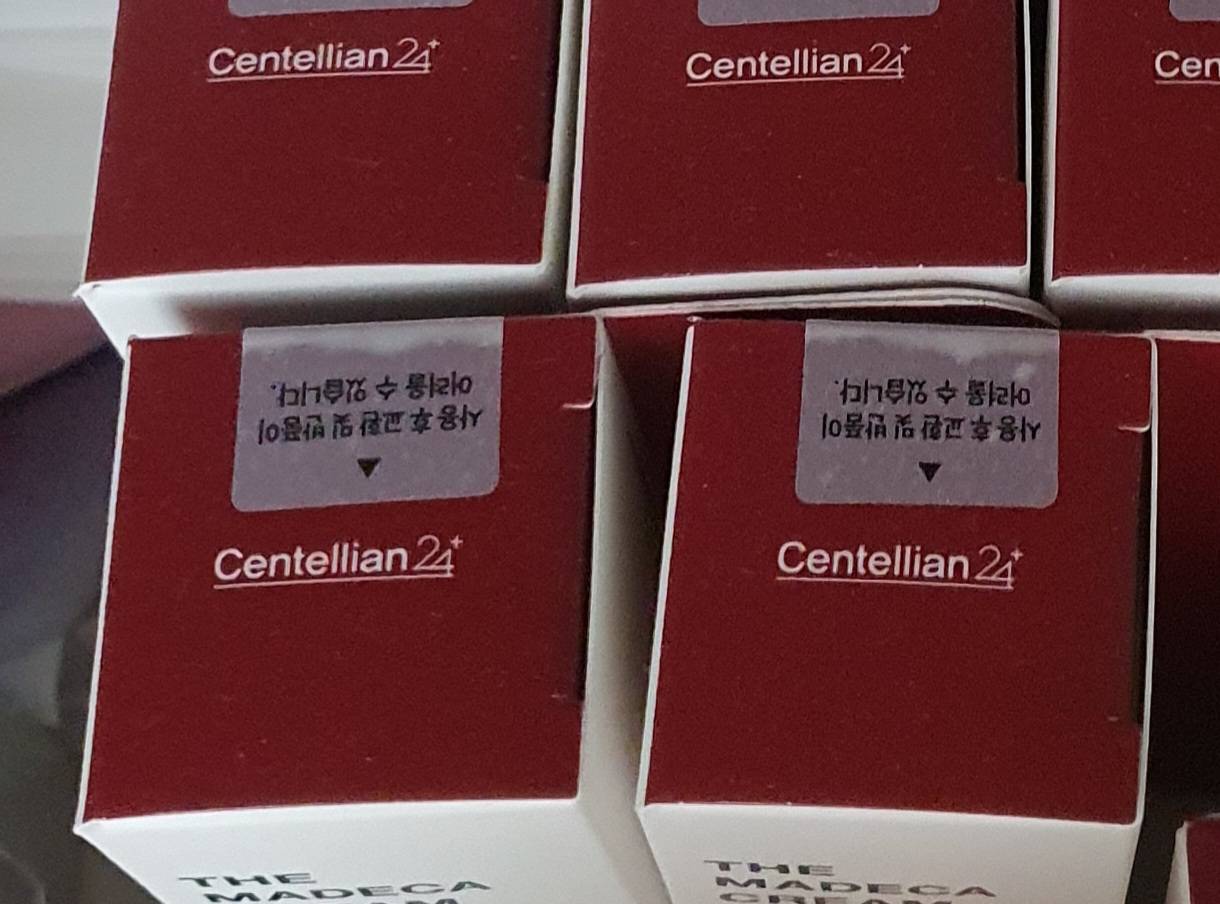 Centellian24+
Centellian24+
Cen
사용 후 교환 및 반품이
어려울 수 있습니다.
사용 후 교환 및 반품이
어려울 수 있습니다.
Centellian24+
Centellian24+
THE
MADECA
THE
MADECA
CREAM